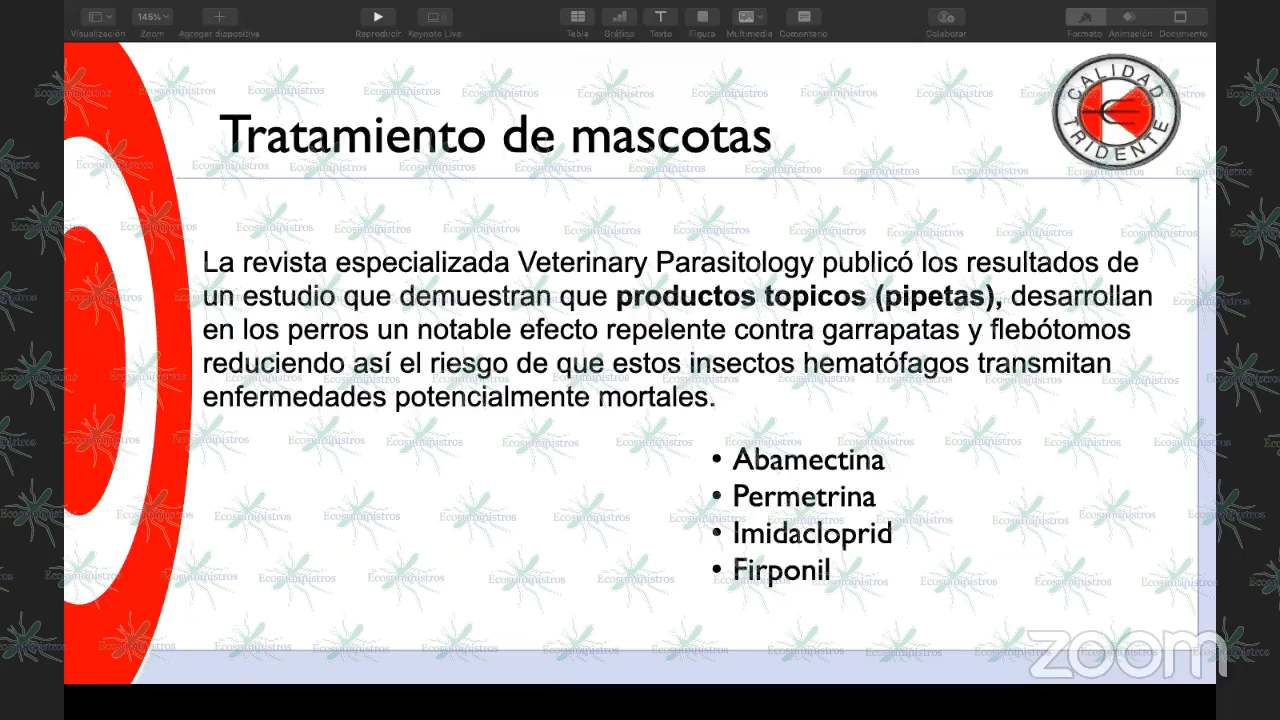 Visualización Zoom Agregar diapositiva Reproducir Keynote Live Tabla Gráfico Texto Figura Multimedia Comentario Colaborar Formato Animación Documento
145%
CALIDAD
TRIDENTE
Tratamiento de mascotas
La revista especializada Veterinary Parasitology publicó los resultados de
un estudio que demuestran que productos topicos (pipetas), desarrollan
en los perros un notable efecto repelente contra garrapatas y flebótomos
reduciendo así el riesgo de que estos insectos hematófagos transmitan
enfermedades potencialmente mortales.
• Abamectina
• Permetrina
• Imidacloprid
• Firponil
Ecosuministros
zoom